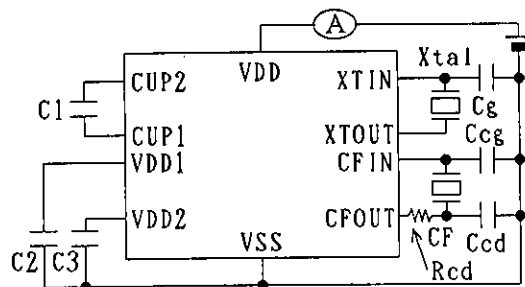 A
Xtal
VDD
CUP2
XTIN
C1
Cg
CUP1
XTOUT
Ccg
VDD1
CFIN
VDD2
CFOUT
C2
C3
VSS
CF
Ccd
Rcd